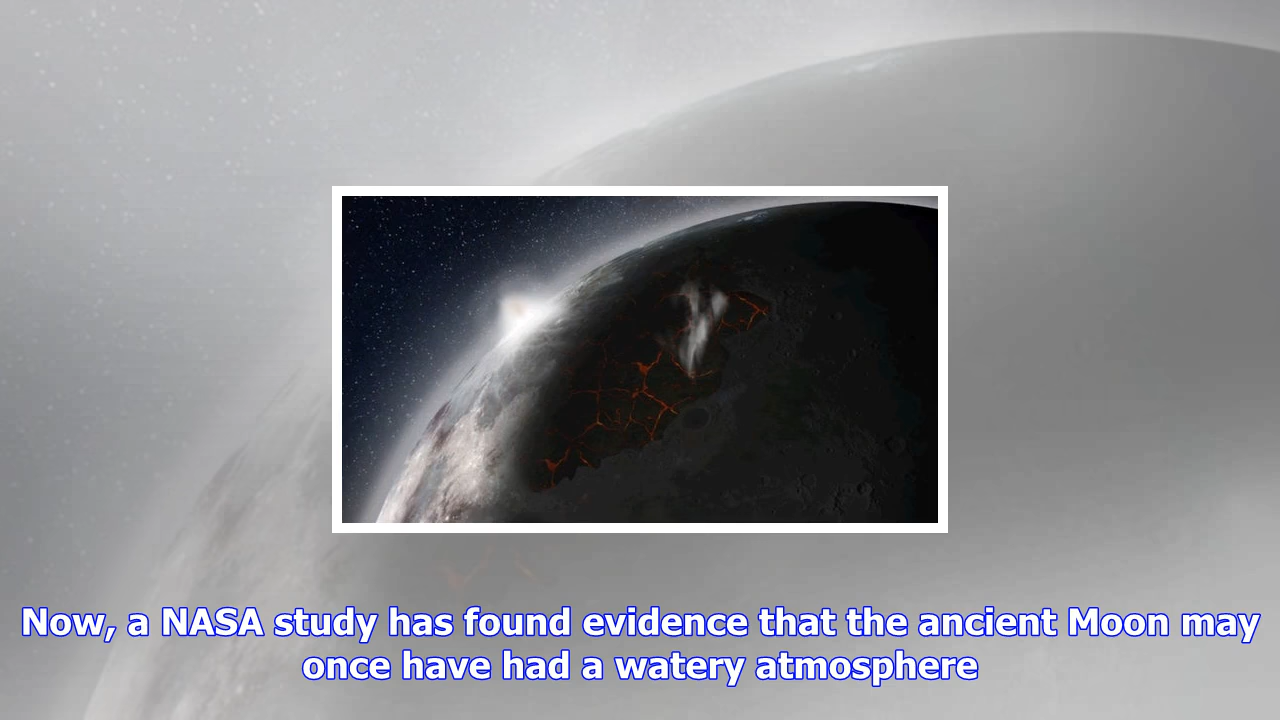 Now, a NASA study has found evidence that the ancient Moon may
once have had a watery atmosphere